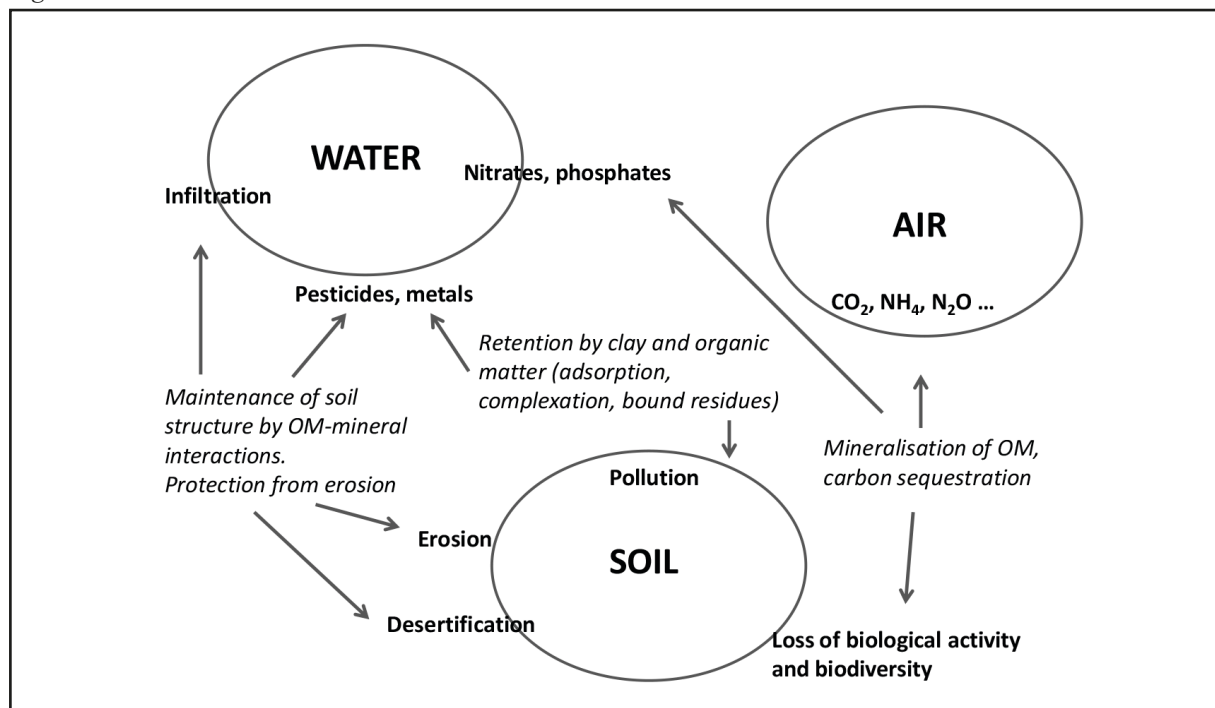 WATER
Nitrates, phosphates
Infiltration
AIR
CO₂, NH₄, N₂O ...
Pesticides, metals
Retention by clay and organic
matter (adsorption,
complexation, bound residues)
Maintenance of soil
structure by OM-mineral
interactions.
Protection from erosion
Mineralisation of OM,
carbon sequestration
Pollution
Erosion
SOIL
Desertification
Loss of biological activity
and biodiversity